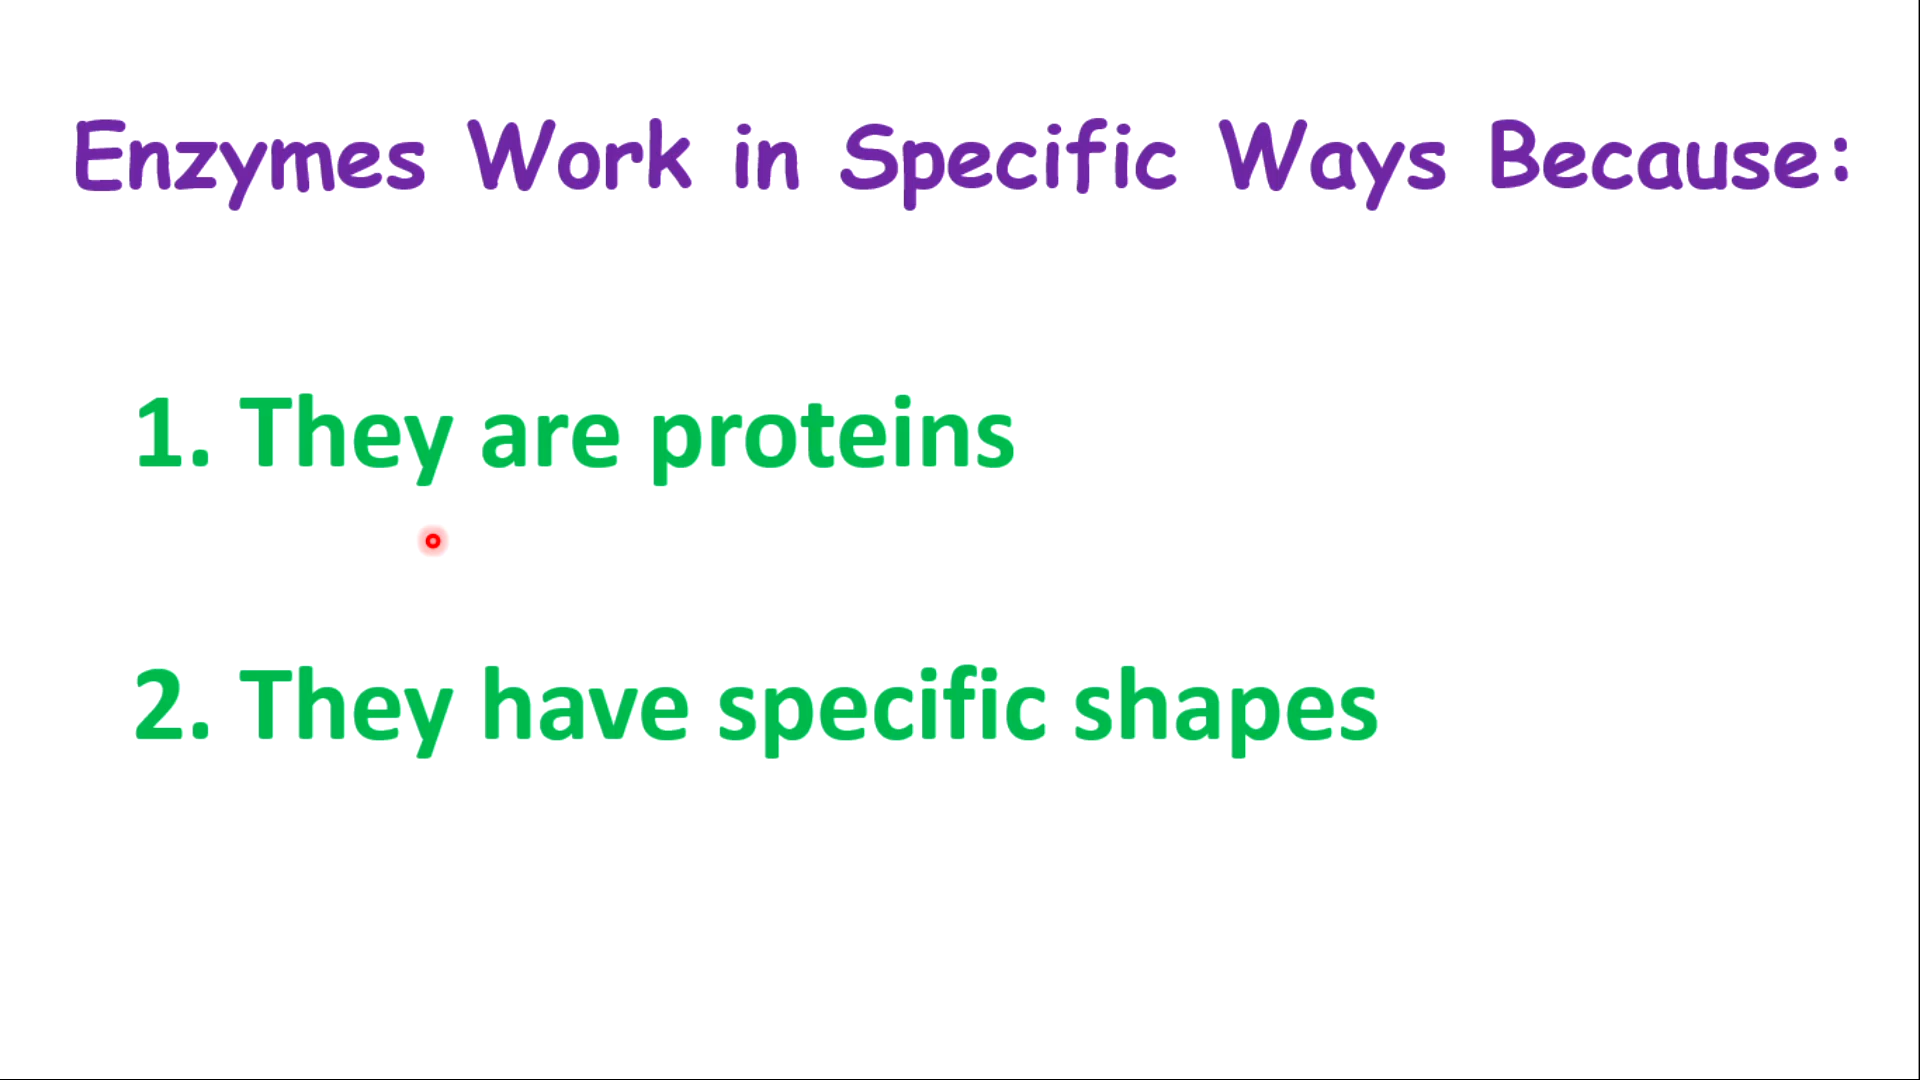 Enzymes Work in Specific Ways Because:
1. They are proteins
2. They have specific shapes